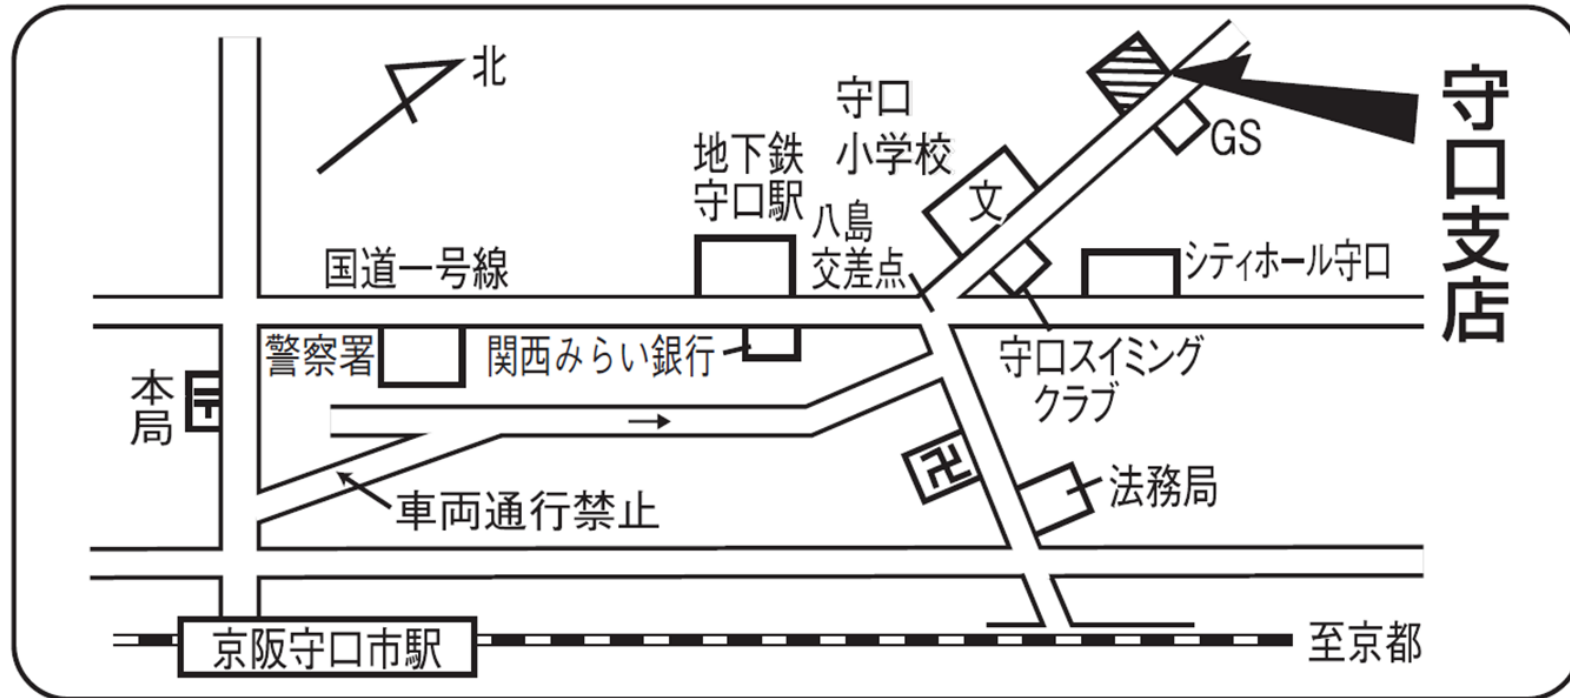 北
守口
小学校
地下鉄
守口駅
文
GS
守口支店
八島
交差点
国道一号線
シティホール守口
警察署
関西みらい銀行
守口スイミング
クラブ
本局
〒
→
卍
法務局
車両通行禁止
京阪守口市駅
至京都